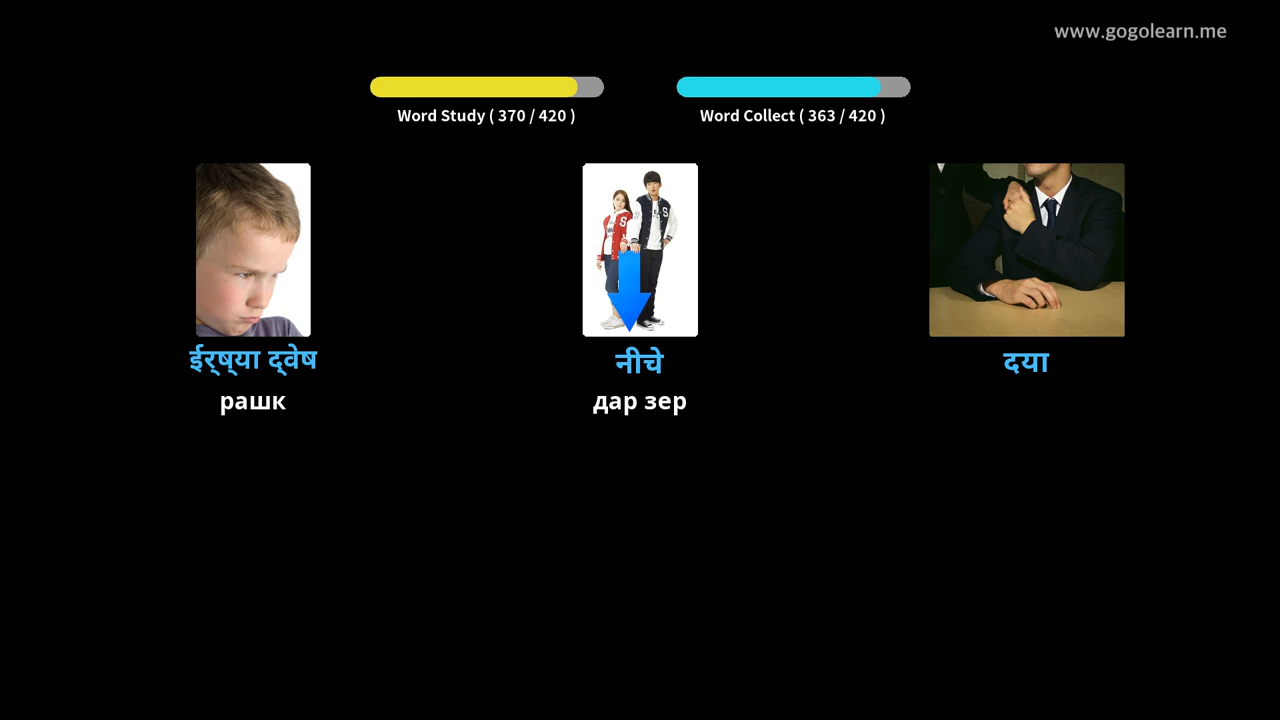 www.gogolearn.me
Word Study ( 370 / 420 )
Word Collect ( 363 / 420 )
ईर्ष्या द्वेष
नीचे
दया
рашк
дар зер